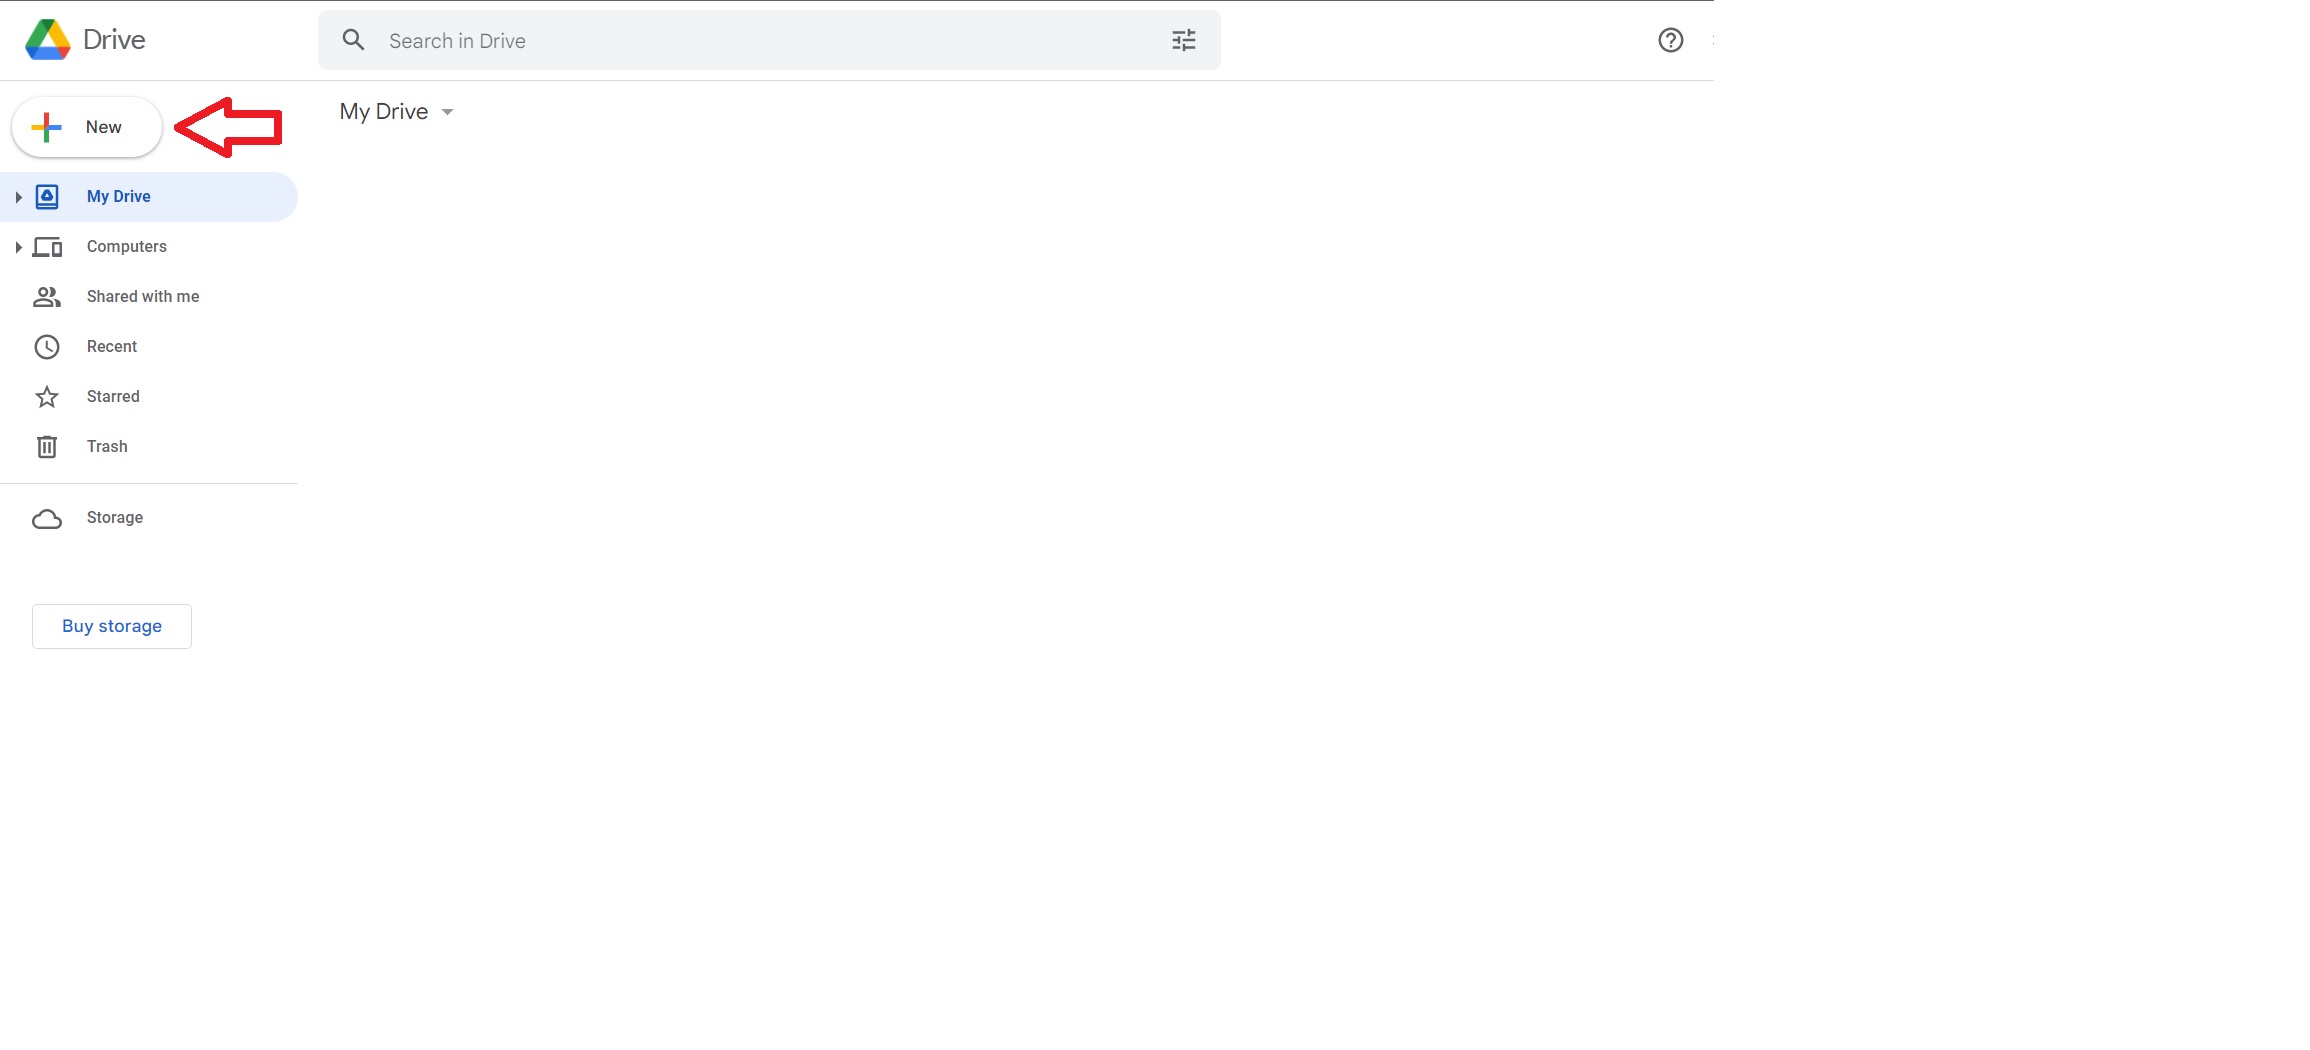 Drive
Search in Drive
New
My Drive
My Drive
Computers
Shared with me
Recent
Starred
Trash
Storage
Buy storage